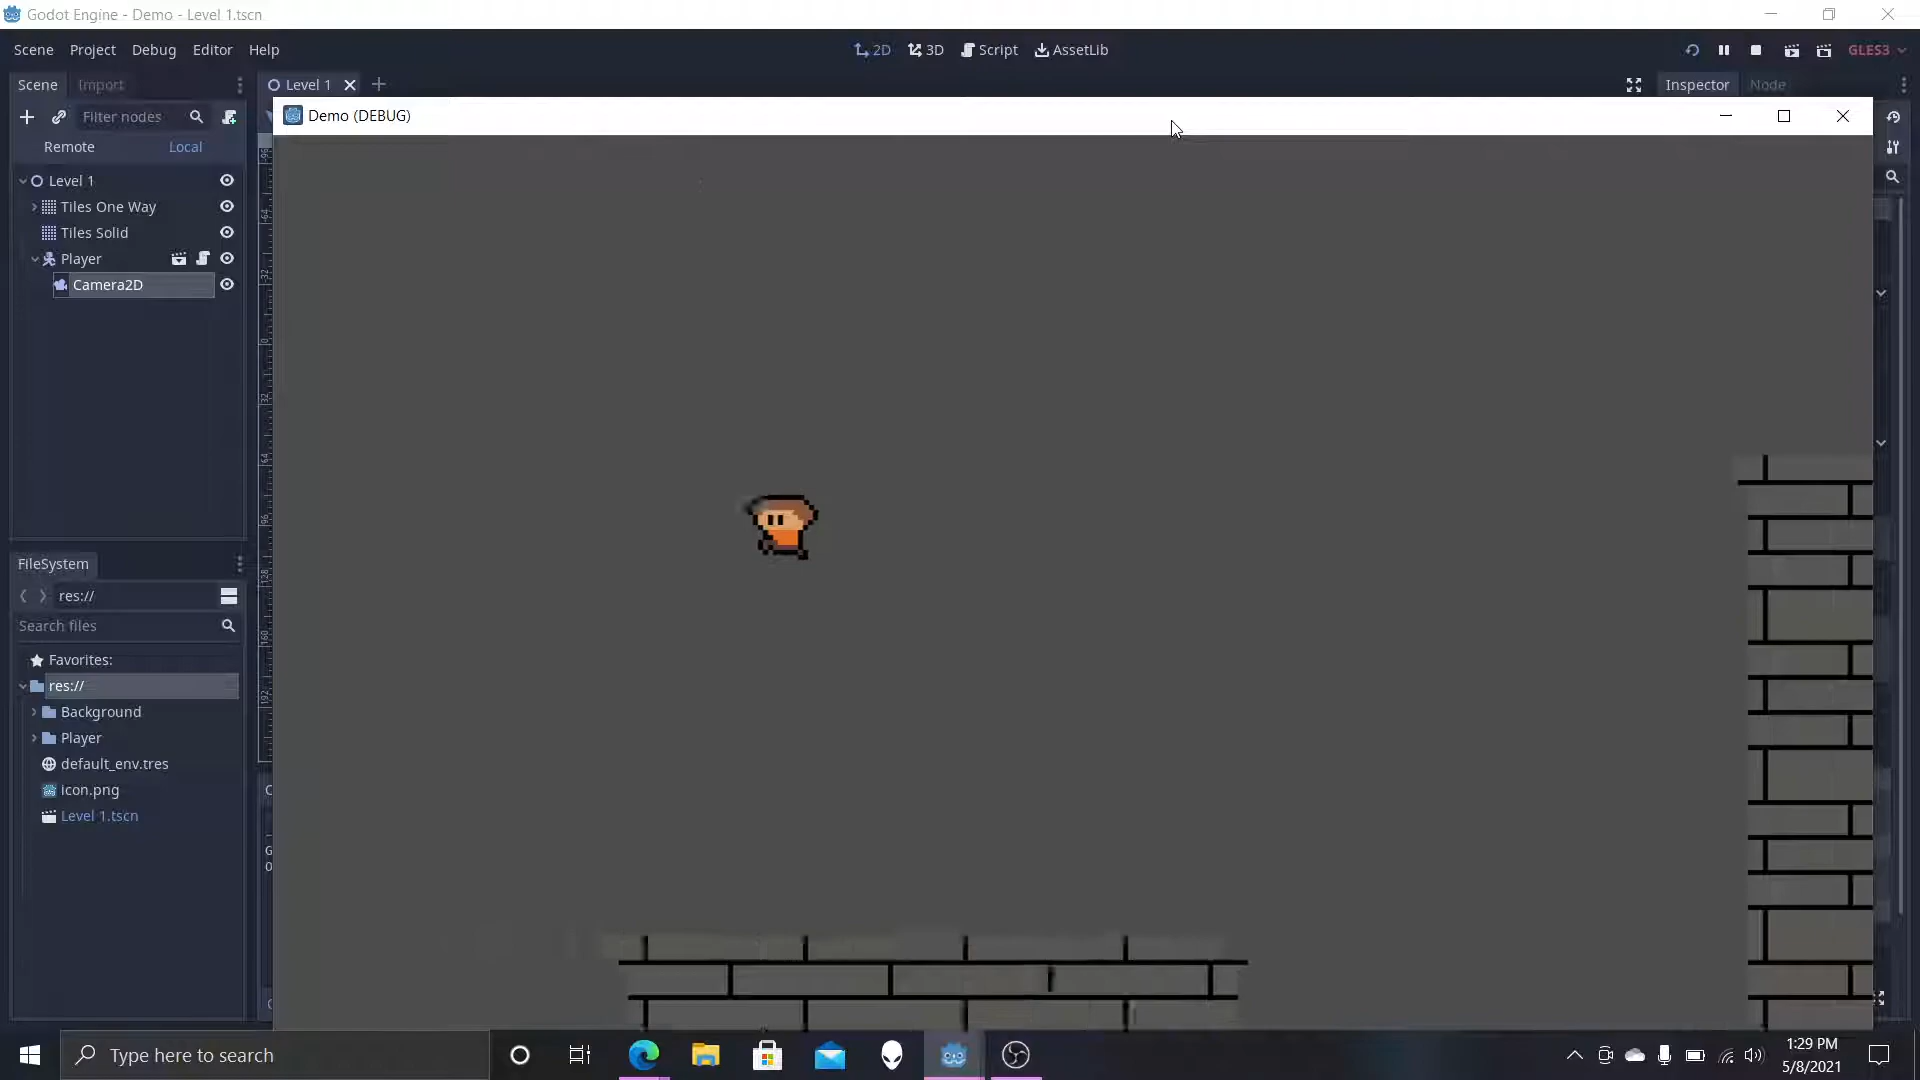 Godot Engine - Demo - Level 1.tscn
Scene Project Debug Editor Help
2D 3D Script AssetLib
GLES3
Scene Import
Level 1
Inspector Node
Filter nodes
Demo (DEBUG)
Remote Local
Level 1
Tiles One Way
Tiles Solid
Player
Camera2D
FileSystem
res://
Search files
Favorites:
res://
Background
Player
default_env.tres
icon.png
Level 1.tscn
Type here to search
1:29 PM
5/8/2021